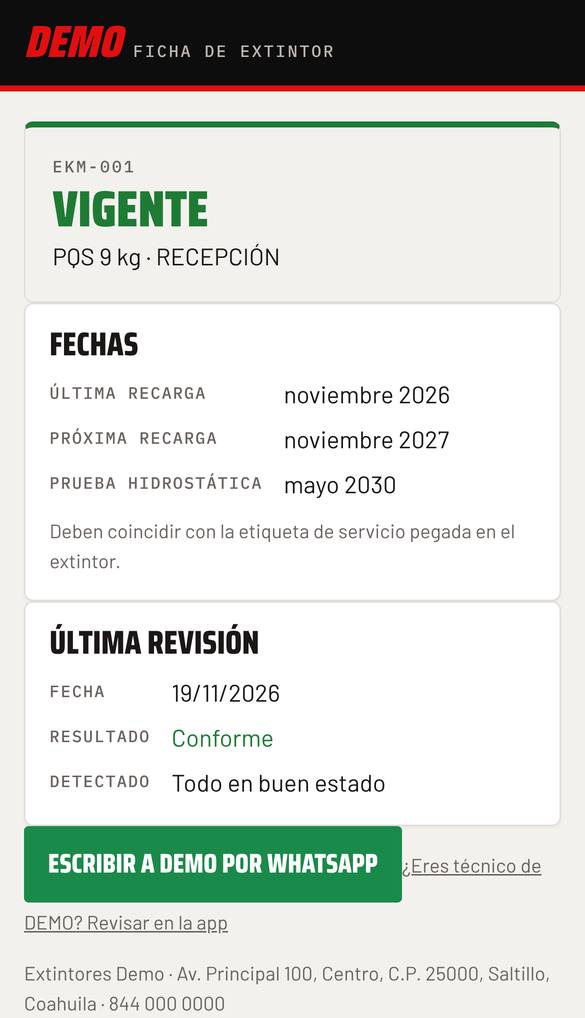 DEMO FICHA DE EXTINTOR
EKM-001
VIGENTE
PQS 9 kg · RECEPCIÓN
FECHAS
ÚLTIMA RECARGA noviembre 2026
PRÓXIMA RECARGA noviembre 2027
PRUEBA HIDROSTÁTICA mayo 2030
Deben coincidir con la etiqueta de servicio pegada en el
extintor.
ÚLTIMA REVISIÓN
FECHA 19/11/2026
RESULTADO Conforme
DETECTADO Todo en buen estado
ESCRIBIR A DEMO POR WHATSAPP ¿Eres técnico de
DEMO? Revisar en la app
Extintores Demo · Av. Principal 100, Centro, C.P. 25000, Saltillo,
Coahuila · 844 000 0000